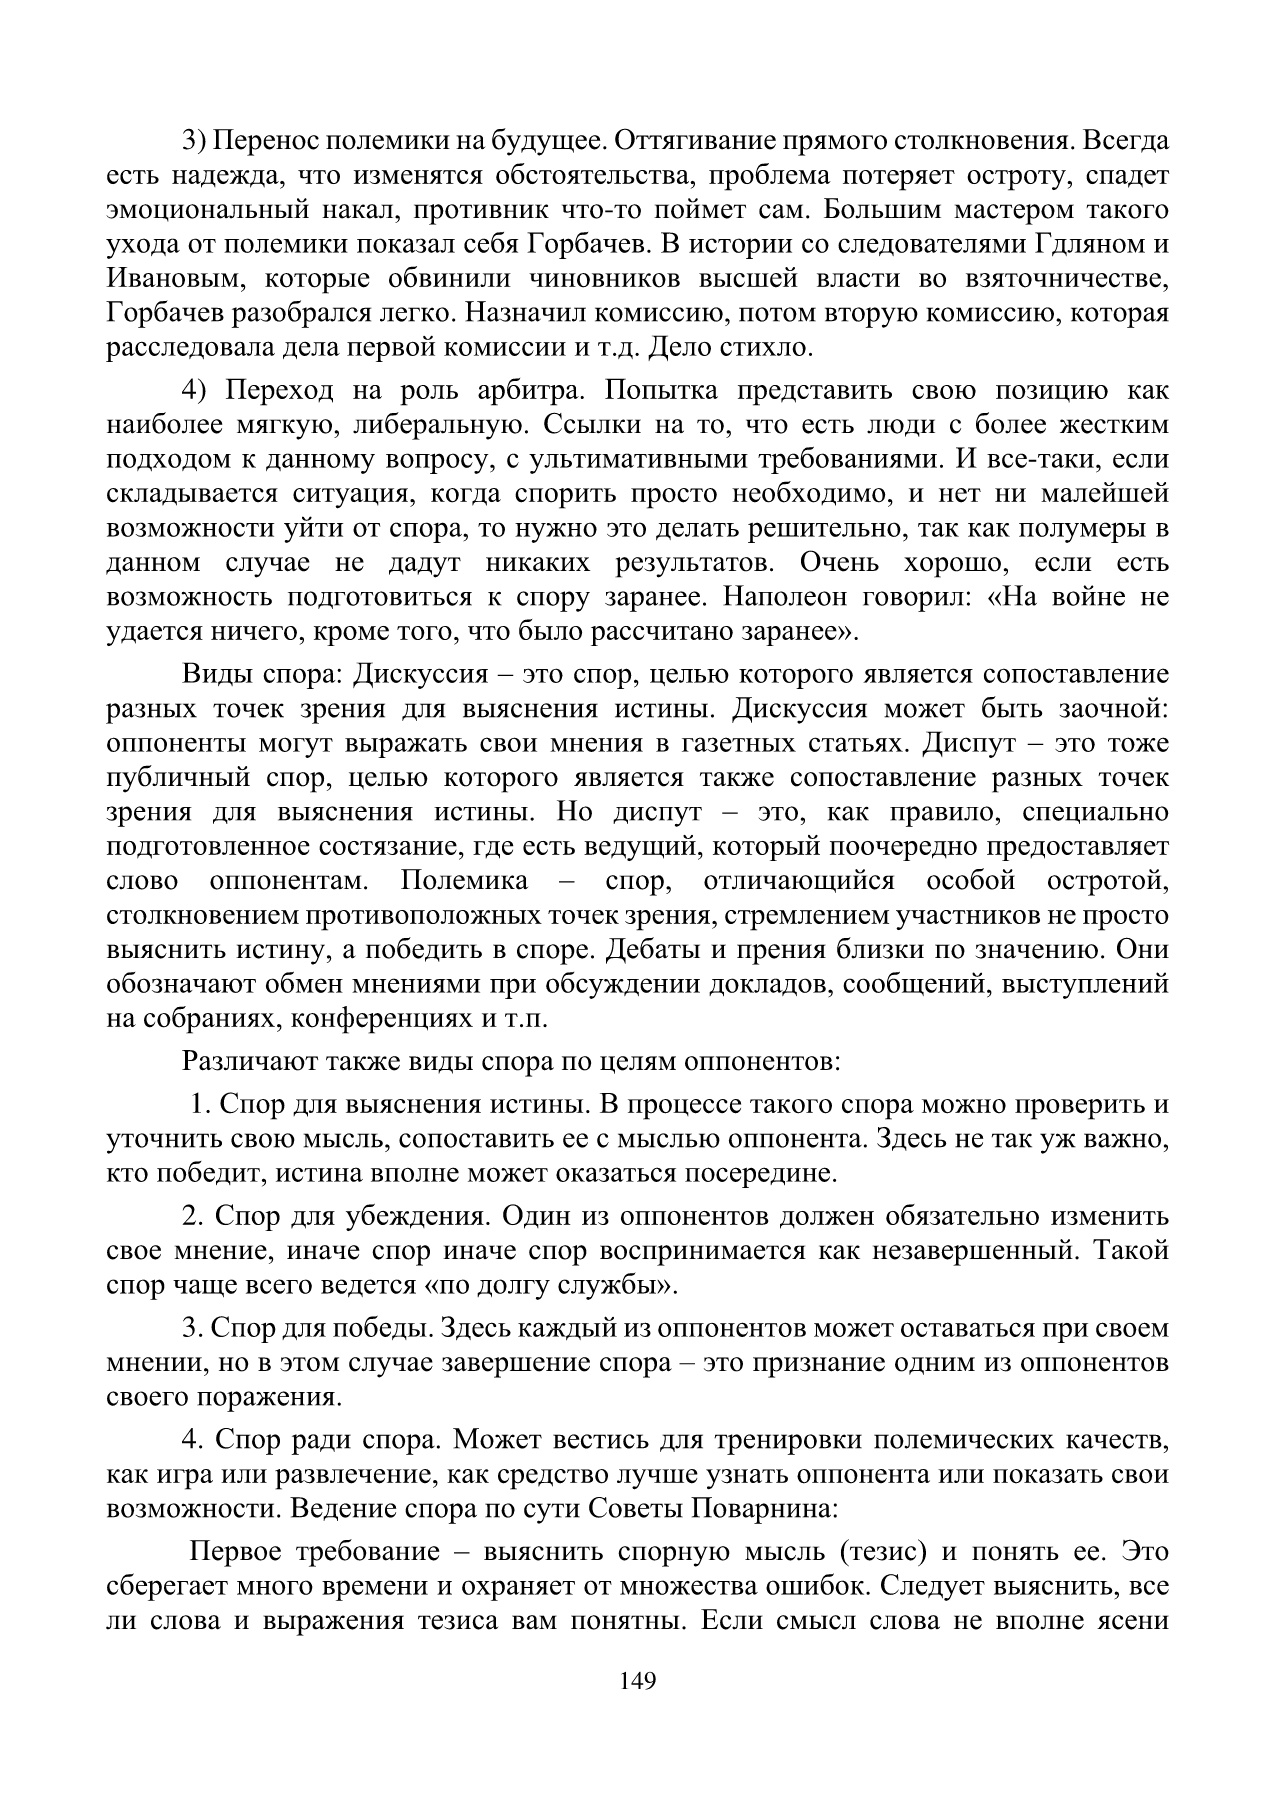 3) Перенос полемики на будущее. Оттягивание прямого столкновения. Всегда
есть надежда, что изменятся обстоятельства, проблема потеряет остроту, спадет
эмоциональный накал, противник что-то поймет сам. Большим мастером такого
ухода от полемики показал себя Горбачев. В истории со следователями Гдляном и
Ивановым, которые обвинили чиновников высшей власти во взяточничестве,
Горбачев разобрался легко. Назначил комиссию, потом вторую комиссию, которая
расследовала дела первой комиссии и т.д. Дело стихло.
4) Переход на роль арбитра. Попытка представить свою позицию как
наиболее мягкую, либеральную. Ссылки на то, что есть люди с более жестким
подходом к данному вопросу, с ультимативными требованиями. И все-таки, если
складывается ситуация, когда спорить просто необходимо, и нет ни малейшей
возможности уйти от спора, то нужно это делать решительно, так как полумеры в
данном случае не дадут никаких результатов. Очень хорошо, если есть
возможность подготовиться к спору заранее. Наполеон говорил: «На войне не
удается ничего, кроме того, что было рассчитано заранее».
Виды спора: Дискуссия – это спор, целью которого является сопоставление
разных точек зрения для выяснения истины. Дискуссия может быть заочной:
оппоненты могут выражать свои мнения в газетных статьях. Диспут – это тоже
публичный спор, целью которого является также сопоставление разных точек
зрения для выяснения истины. Но диспут – это, как правило, специально
подготовленное состязание, где есть ведущий, который поочередно предоставляет
слово оппонентам. Полемика – спор, отличающийся особой остротой,
столкновением противоположных точек зрения, стремлением участников не просто
выяснить истину, а победить в споре. Дебаты и прения близки по значению. Они
обозначают обмен мнениями при обсуждении докладов, сообщений, выступлений
на собраниях, конференциях и т.п.
Различают также виды спора по целям оппонентов:
1. Спор для выяснения истины. В процессе такого спора можно проверить и
уточнить свою мысль, сопоставить ее с мыслью оппонента. Здесь не так уж важно,
кто победит, истина вполне может оказаться посередине.
2. Спор для убеждения. Один из оппонентов должен обязательно изменить
свое мнение, иначе спор иначе спор воспринимается как незавершенный. Такой
спор чаще всего ведется «по долгу службы».
3. Спор для победы. Здесь каждый из оппонентов может оставаться при своем
мнении, но в этом случае завершение спора – это признание одним из оппонентов
своего поражения.
4. Спор ради спора. Может вестись для тренировки полемических качеств,
как игра или развлечение, как средство лучше узнать оппонента или показать свои
возможности. Ведение спора по сути Советы Поварнина:
Первое требование – выяснить спорную мысль (тезис) и понять ее. Это
сберегает много времени и охраняет от множества ошибок. Следует выяснить, все
ли слова и выражения тезиса вам понятны. Если смысл слова не вполне ясени
149